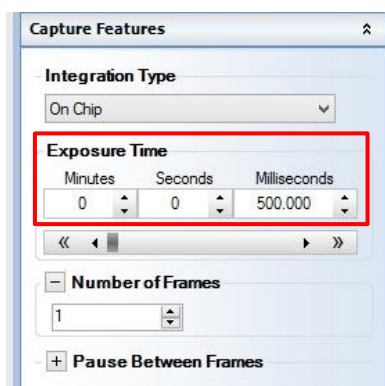 Capture Features
Integration Type
On Chip
Exposure Time
Minutes Seconds Milliseconds
0 0 500.000
Number of Frames
1
Pause Between Frames